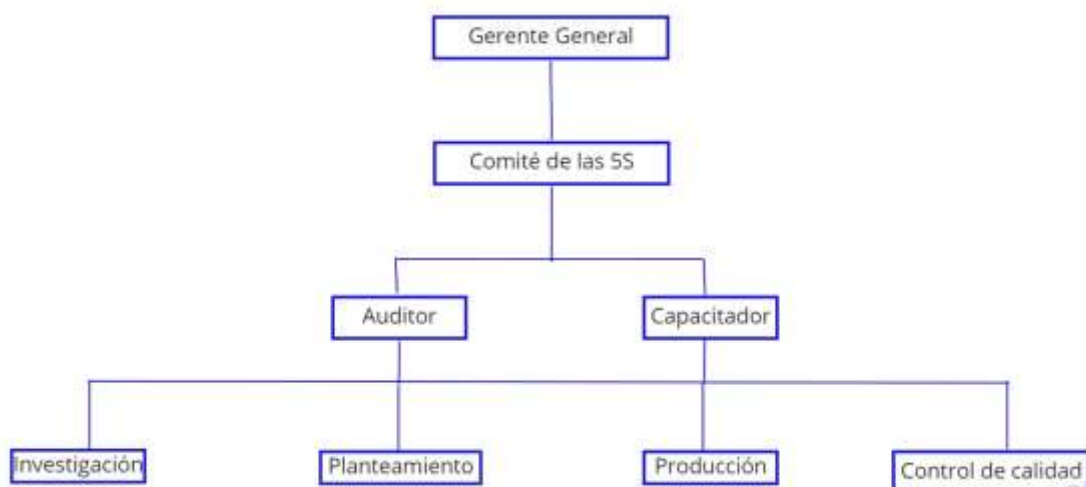 Gerente General
Comité de las 5S
Auditor
Capacitador
Investigación
Planteamiento
Producción
Control de calidad